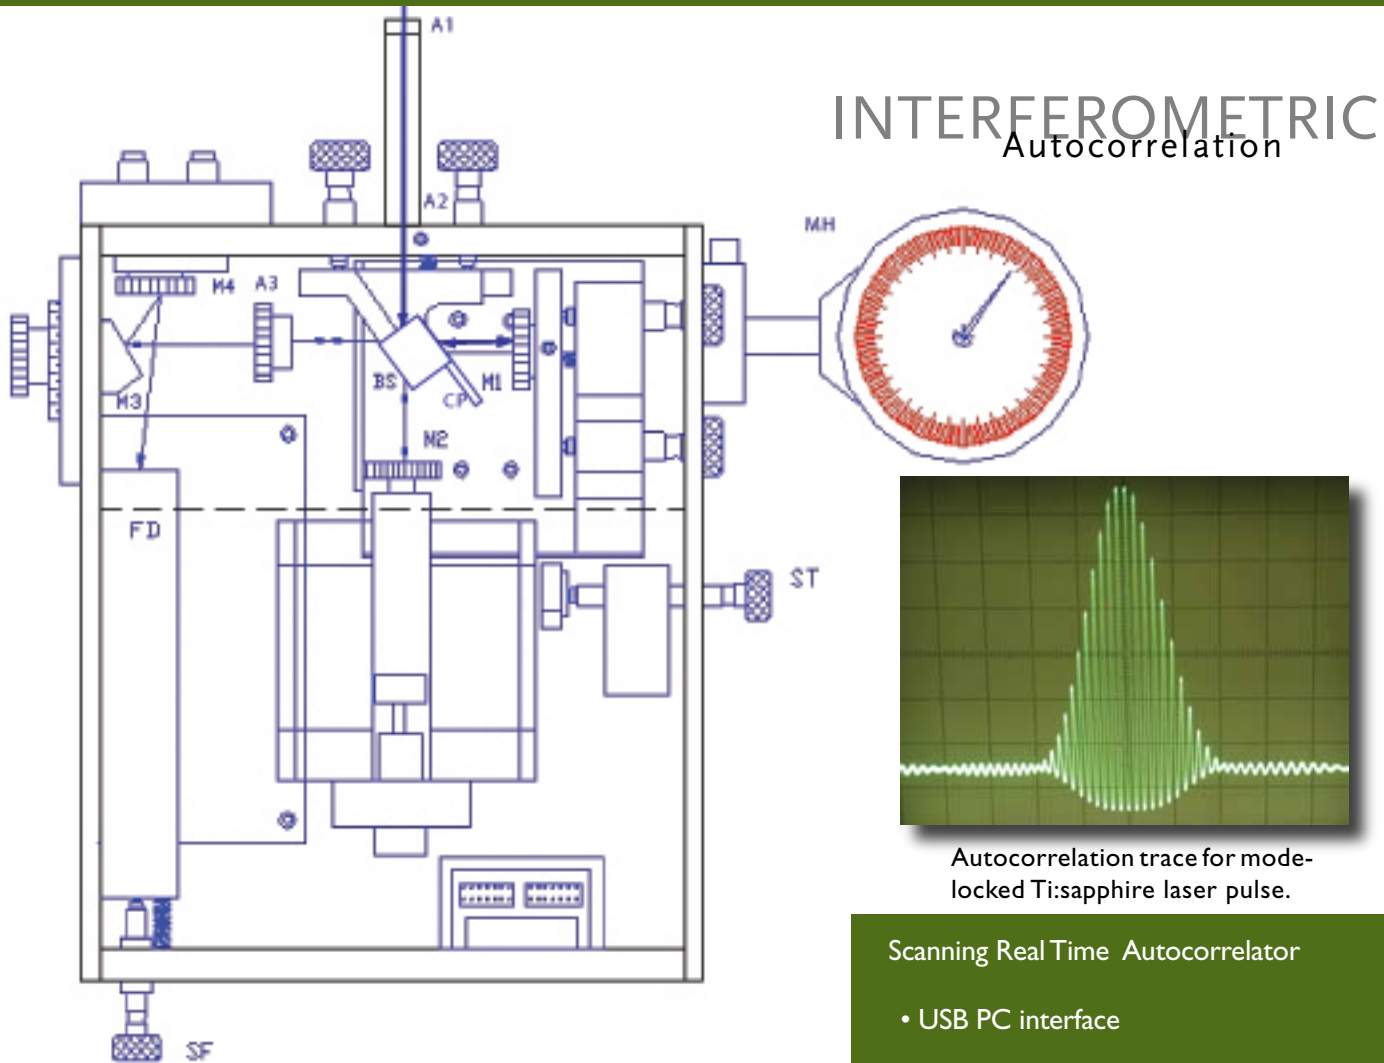 A1
INTERFEROMETRIC
Autocorrelation
A2
MH
M4
A3
BS
M1
CP
M3
M2
FD
ST
Autocorrelation trace for mode-
locked Ti:sapphire laser pulse.
Scanning Real Time Autocorrelator
• USB PC interface
SF